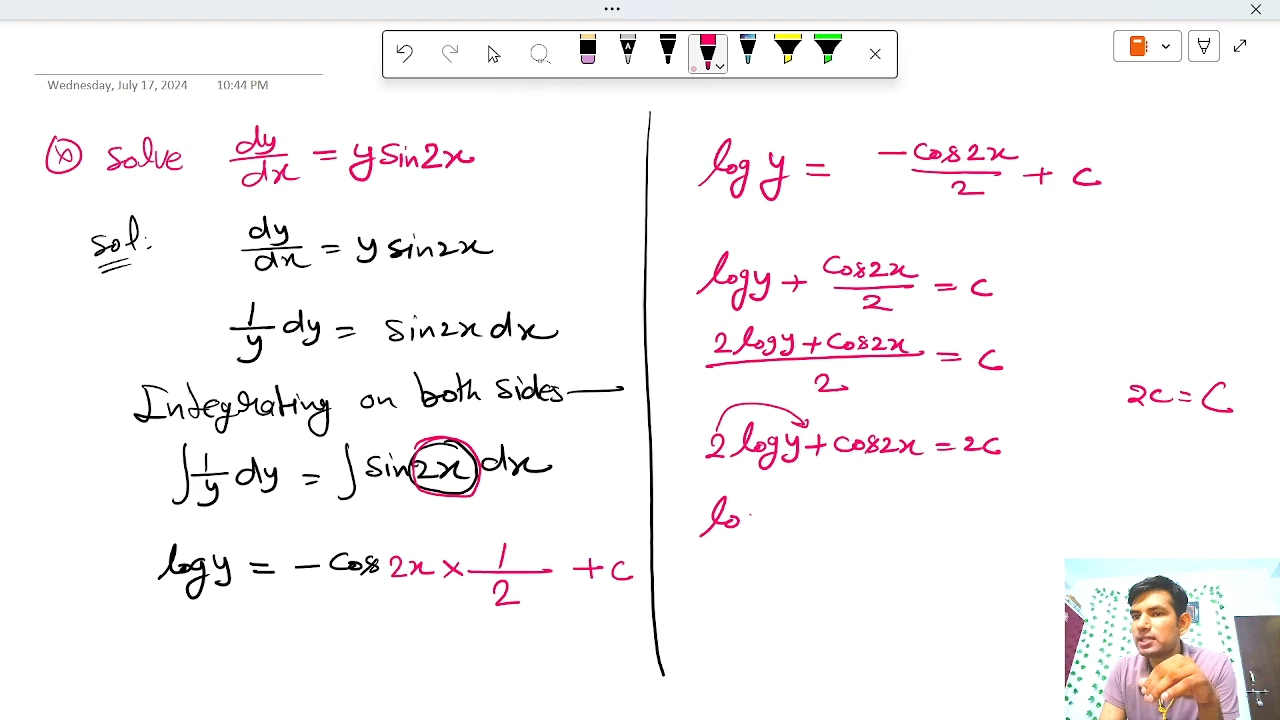 Wednesday, July 17, 2024 10:44 PM
solve dy/dx = y sin2x
sol:
dy/dx = y sin2x
1/y dy = sin2x dx
Integrating on both sides —
∫ 1/y dy = ∫ sin 2x dx
log y = - cos 2x × 1/2 + c
log y = -cos2x/2 + c
log y + cos2x/2 = c
2 log y + cos2x/2 = c
2c = C
2 log y + cos2x = 2c
lo